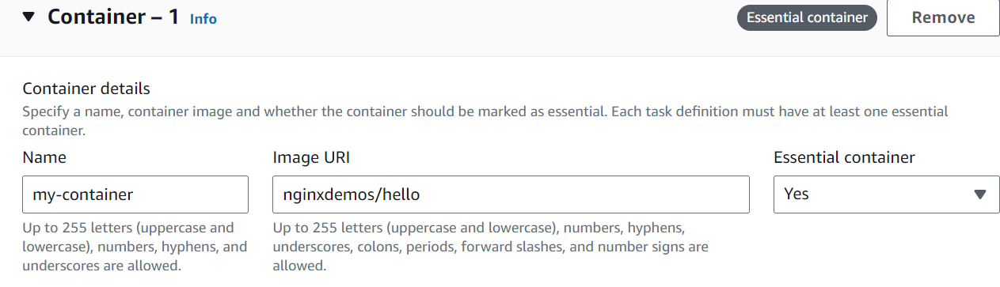 Container – 1 Info Essential container Remove
Container details
Specify a name, container image and whether the container should be marked as essential. Each task definition must have at least one essential
container.
Name Image URI Essential container
my-container nginxdemos/hello Yes
Up to 255 letters (uppercase and
lowercase), numbers, hyphens, and
underscores are allowed.
Up to 255 letters (uppercase and lowercase), numbers, hyphens,
underscores, colons, periods, forward slashes, and number signs are
allowed.